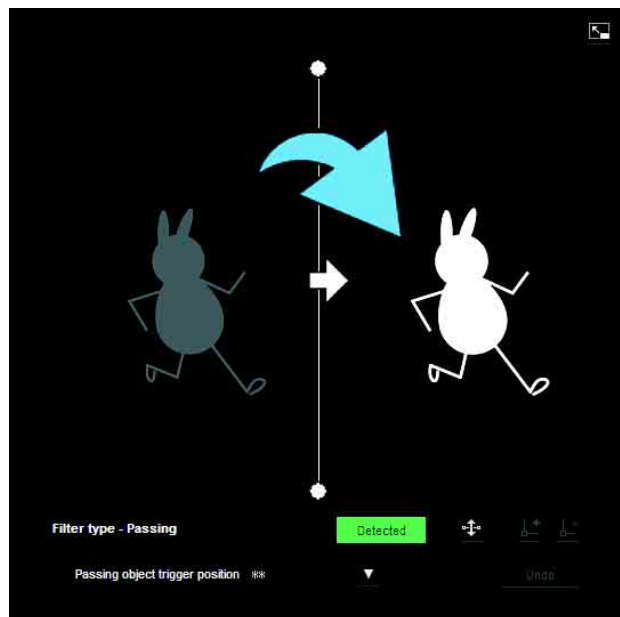 Filter type - Passing Detected
Passing object trigger position **
Undo